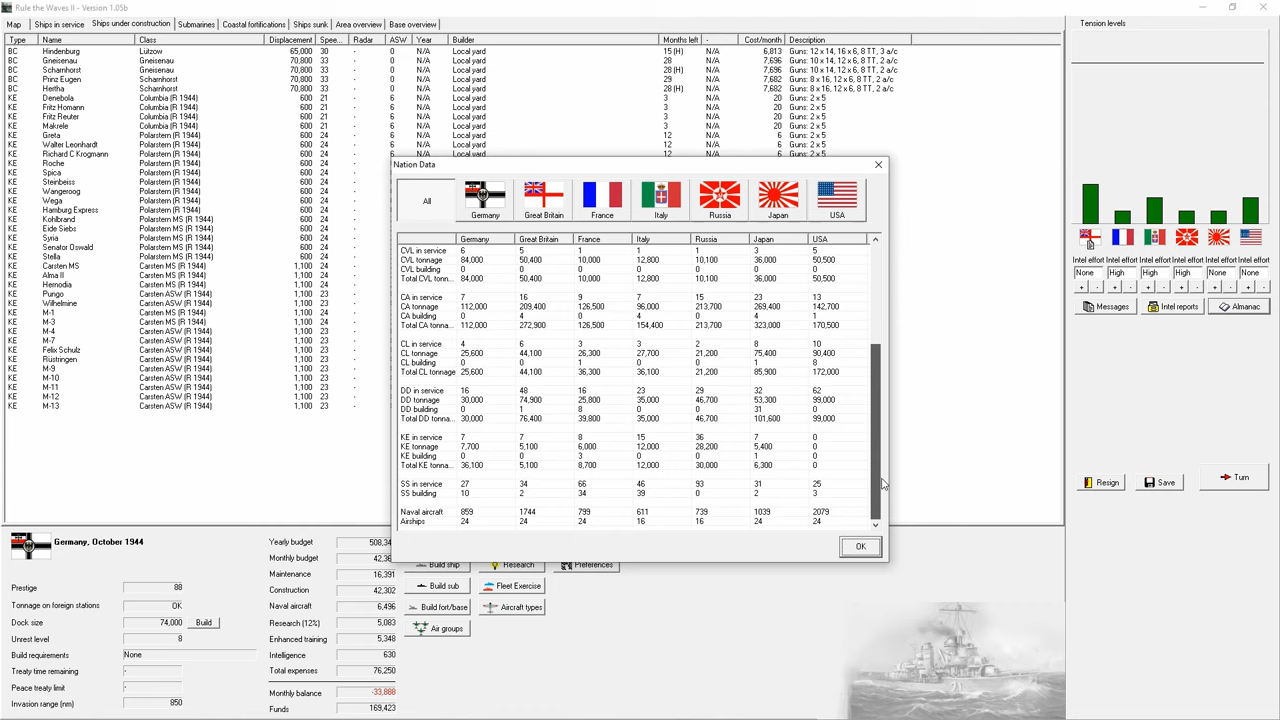 Rule the Waves II - Version 1.05b
Map Ships in service Ships under construction Submarines Coastal fortifications Ships sunk Area overview Base overview
Type Name Class Displacement Spee... Radar ASW Year Builder Months left - Cost/month Description
BC Hindenburg Lützow 65,000 30 - 0 N/A Local yard 15 (H) N/A 6,813 Guns: 12 x 14, 16 x 6, 8 TT, 3 a/c
BC Gneisenau Gneisenau 70,800 33 - 0 N/A Local yard 28 N/A 7,696 Guns: 10 x 14, 12 x 6, 8 TT, 2 a/c
BC Scharnhorst Gneisenau 70,800 33 - 0 N/A Local yard 28 (H) N/A 7,696 Guns: 10 x 14, 12 x 6, 8 TT, 2 a/c
BC Prinz Eugen Scharnhorst 70,800 33 - 0 N/A Local yard 29 N/A 7,682 Guns: 8 x 16, 12 x 6, 8 TT, 2 a/c
BC Hertha Scharnhorst 70,800 33 - 0 N/A Local yard 28 (H) N/A 7,682 Guns: 8 x 16, 12 x 6, 8 TT, 2 a/c
KE Denebola Columbia (R 1944) 600 21 - 6 N/A Local yard 3 N/A 20 Guns: 2 x 5
KE Fritz Homann Columbia (R 1944) 600 21 - 6 N/A Local yard 3 N/A 20 Guns: 2 x 5
KE Fritz Reuter Columbia (R 1944) 600 21 - 6 N/A Local yard 3 N/A 20 Guns: 2 x 5
KE Makrele Columbia (R 1944) 600 21 - 6 N/A Local yard 3 N/A 20 Guns: 2 x 5
KE Greta Polarstern (R 1944) 600 24 - 6 N/A Local yard 12 N/A 6 Guns: 2 x 5
KE Walter Leonhardt Polarstern (R 1944) 600 24 - 6 N/A Local yard 12 N/A 6 Guns: 2 x 5
KE Richard C Krogmann Polarstern (R 1944) 600 24 - 6 N/A Local yard 12 N/A 6 Guns: 2 x 5
KE Roche Polarstern (R 1944) 600 24
KE Spica Polarstern (R 1944) 600 24
KE Steinbeiss Polarstern (R 1944) 600 24
KE Wangeroog Polarstern (R 1944) 600 24
KE Wega Polarstern (R 1944) 600 24
KE Hamburg Express Polarstern (R 1944) 600 24
KE Kohlbrand Polarstern MS (R 1944) 600 24
KE Eide Siebs Polarstern MS (R 1944) 600 24
KE Syria Polarstern MS (R 1944) 600 24
KE Senator Oswald Polarstern MS (R 1944) 600 24
KE Stella Polarstern MS (R 1944) 600 24
KE Carsten MS Carsten MS (R 1944) 1,100 23
KE Alma II Carsten MS (R 1944) 1,100 23
KE Hernodia Carsten MS (R 1944) 1,100 23
KE Pungo Carsten ASW (R 1944) 1,100 23
KE Wilhelmine Carsten ASW (R 1944) 1,100 23
KE M-1 Carsten ASW (R 1944) 1,100 23
KE M-3 Carsten ASW (R 1944) 1,100 23
KE M-4 Carsten ASW (R 1944) 1,100 23
KE M-7 Carsten ASW (R 1944) 1,100 23
KE Felix Schulz Carsten ASW (R 1944) 1,100 23
KE Rüstringen Carsten ASW (R 1944) 1,100 23
KE M-9 Carsten ASW (R 1944) 1,100 23
KE M-10 Carsten ASW (R 1944) 1,100 23
KE M-11 Carsten ASW (R 1944) 1,100 23
KE M-12 Carsten ASW (R 1944) 1,100 23
KE M-13 Carsten ASW (R 1944) 1,100 23
Nation Data
All Germany Great Britain France Italy Russia Japan USA
Germany Great Britain France Italy Russia Japan USA
CVL in service 6 5 1 1 1 3 5
CVL tonnage 84,000 50,400 10,000 12,800 10,100 36,000 50,500
CVL building 0 0 0 0 0 0 0
Total CVL tonn... 84,000 50,400 10,000 12,800 10,100 36,000 50,500
CA in service 7 16 9 7 15 23 13
CA tonnage 112,000 209,400 126,500 96,000 213,700 269,400 142,700
CA building 0 4 0 4 0 4 1
Total CA tonna... 112,000 272,900 126,500 154,400 213,700 323,000 170,500
CL in service 4 6 3 3 2 8 10
CL tonnage 25,600 44,100 26,300 27,700 21,200 75,400 90,400
CL building 0 0 1 0 0 1 8
Total CL tonnage 25,600 44,100 36,300 36,100 21,200 85,900 172,000
DD in service 16 48 16 23 29 32 62
DD tonnage 30,000 74,900 25,800 35,000 46,700 53,300 99,000
DD building 0 1 8 0 0 31 0
Total DD tonna... 30,000 76,400 39,800 35,000 46,700 101,600 99,000
KE in service 7 7 8 15 36 7 0
KE tonnage 7,700 5,100 6,000 12,000 28,200 5,400 0
KE building 0 0 3 0 0 1 0
Total KE tonna... 36,100 5,100 8,700 12,000 30,000 6,300 0
SS in service 27 34 66 46 93 31 25
SS building 10 2 34 39 0 2 3
Naval aircraft 859 1744 799 611 739 1039 2079
Airships 24 24 24 16 16 24 24
OK
Tension levels
Intel effort Intel effort Intel effort Intel effort Intel effort Intel effort
None High High High None None
+ - + - + - + - + - + -
Messages Intel reports Almanac
Resign Save Turn
Germany, October 1944
Prestige 88
Tonnage on foreign stations OK
Dock size 74,000 Build
Unrest level 8
Build requirements None
Treaty time remaining -
Peace treaty limit -
Invasion range (nm) 850
Yearly budget 508,34
Monthly budget 42,36
Maintenance 16,391
Construction 42,302
Naval aircraft 6,496
Research (12%) 5,083
Enhanced training 5,348
Intelligence 630
Total expenses 76,250
Monthly balance -33,888
Funds 169,423
Build ship Research Preferences
Build sub Fleet Exercise
Build fort/base Aircraft types
Air groups